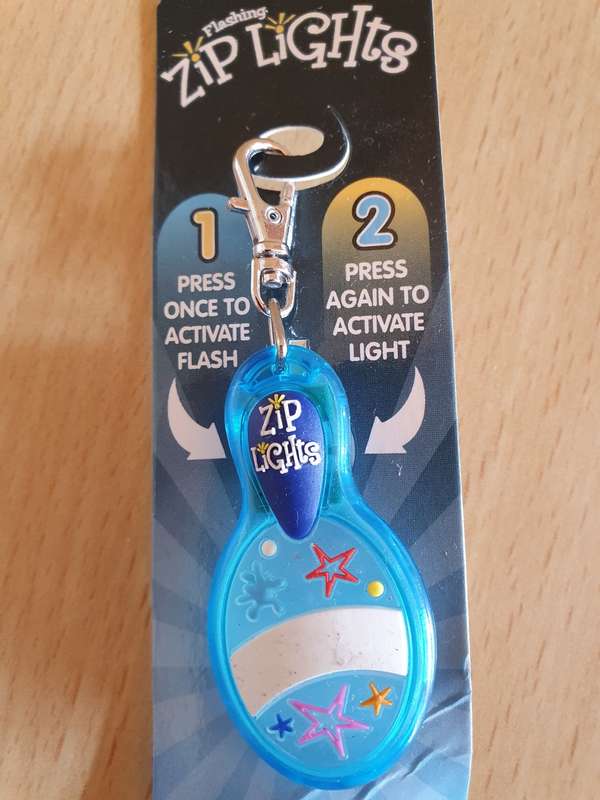 Flashing
ZiP LiGHts
1
PRESS
ONCE TO
ACTIVATE
FLASH
2
PRESS
AGAIN TO
ACTIVATE
LIGHT
ZiP
LiGHts